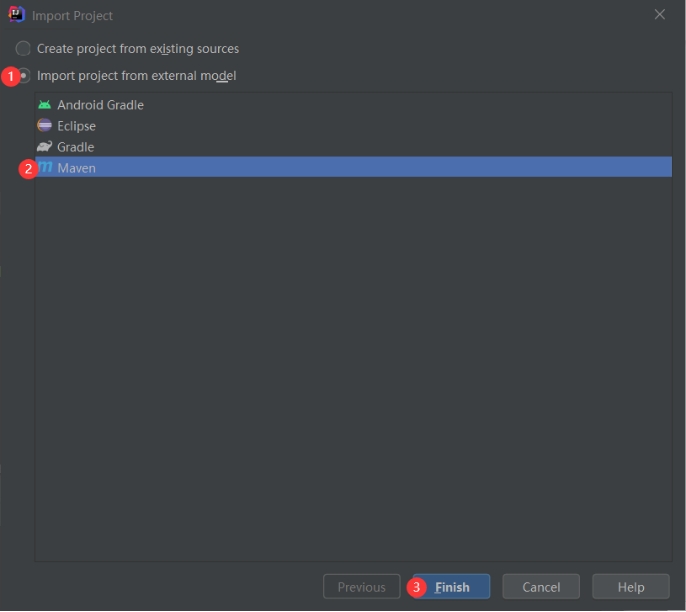 Import Project
Create project from existing sources
1 Import project from external model
Android Gradle
Eclipse
Gradle
2 Maven
Previous 3 Finish Cancel Help